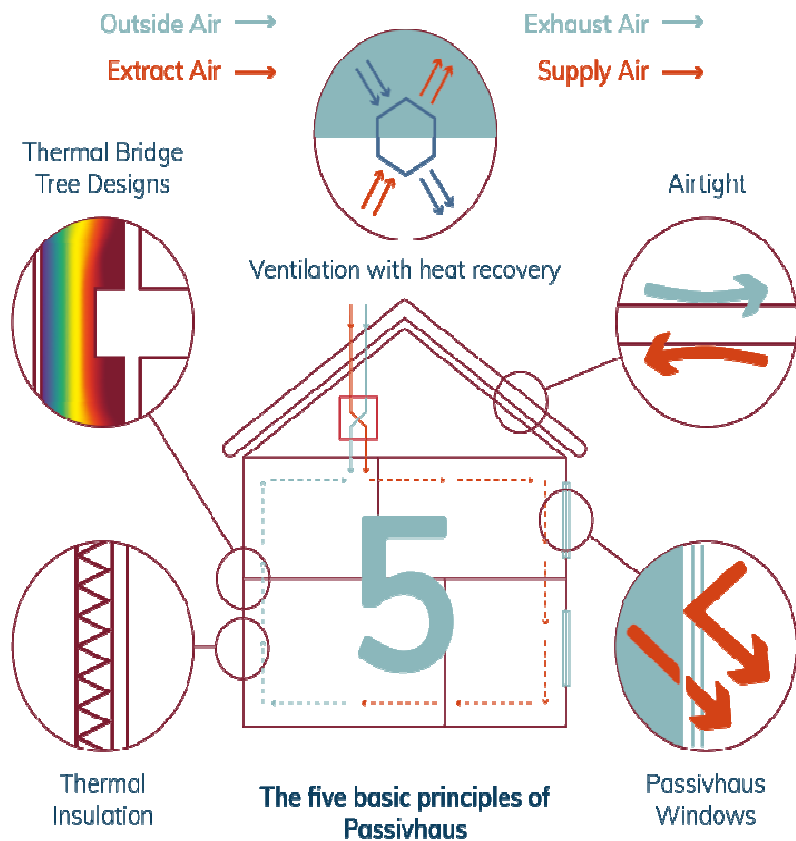 Outside Air
Exhaust Air
Extract Air
Supply Air
Thermal Bridge
Tree Designs
Airlight
Ventilation with heat recovery
5
Thermal
Insulation
The five basic principles of
Passivhaus
Passivhaus
Windows